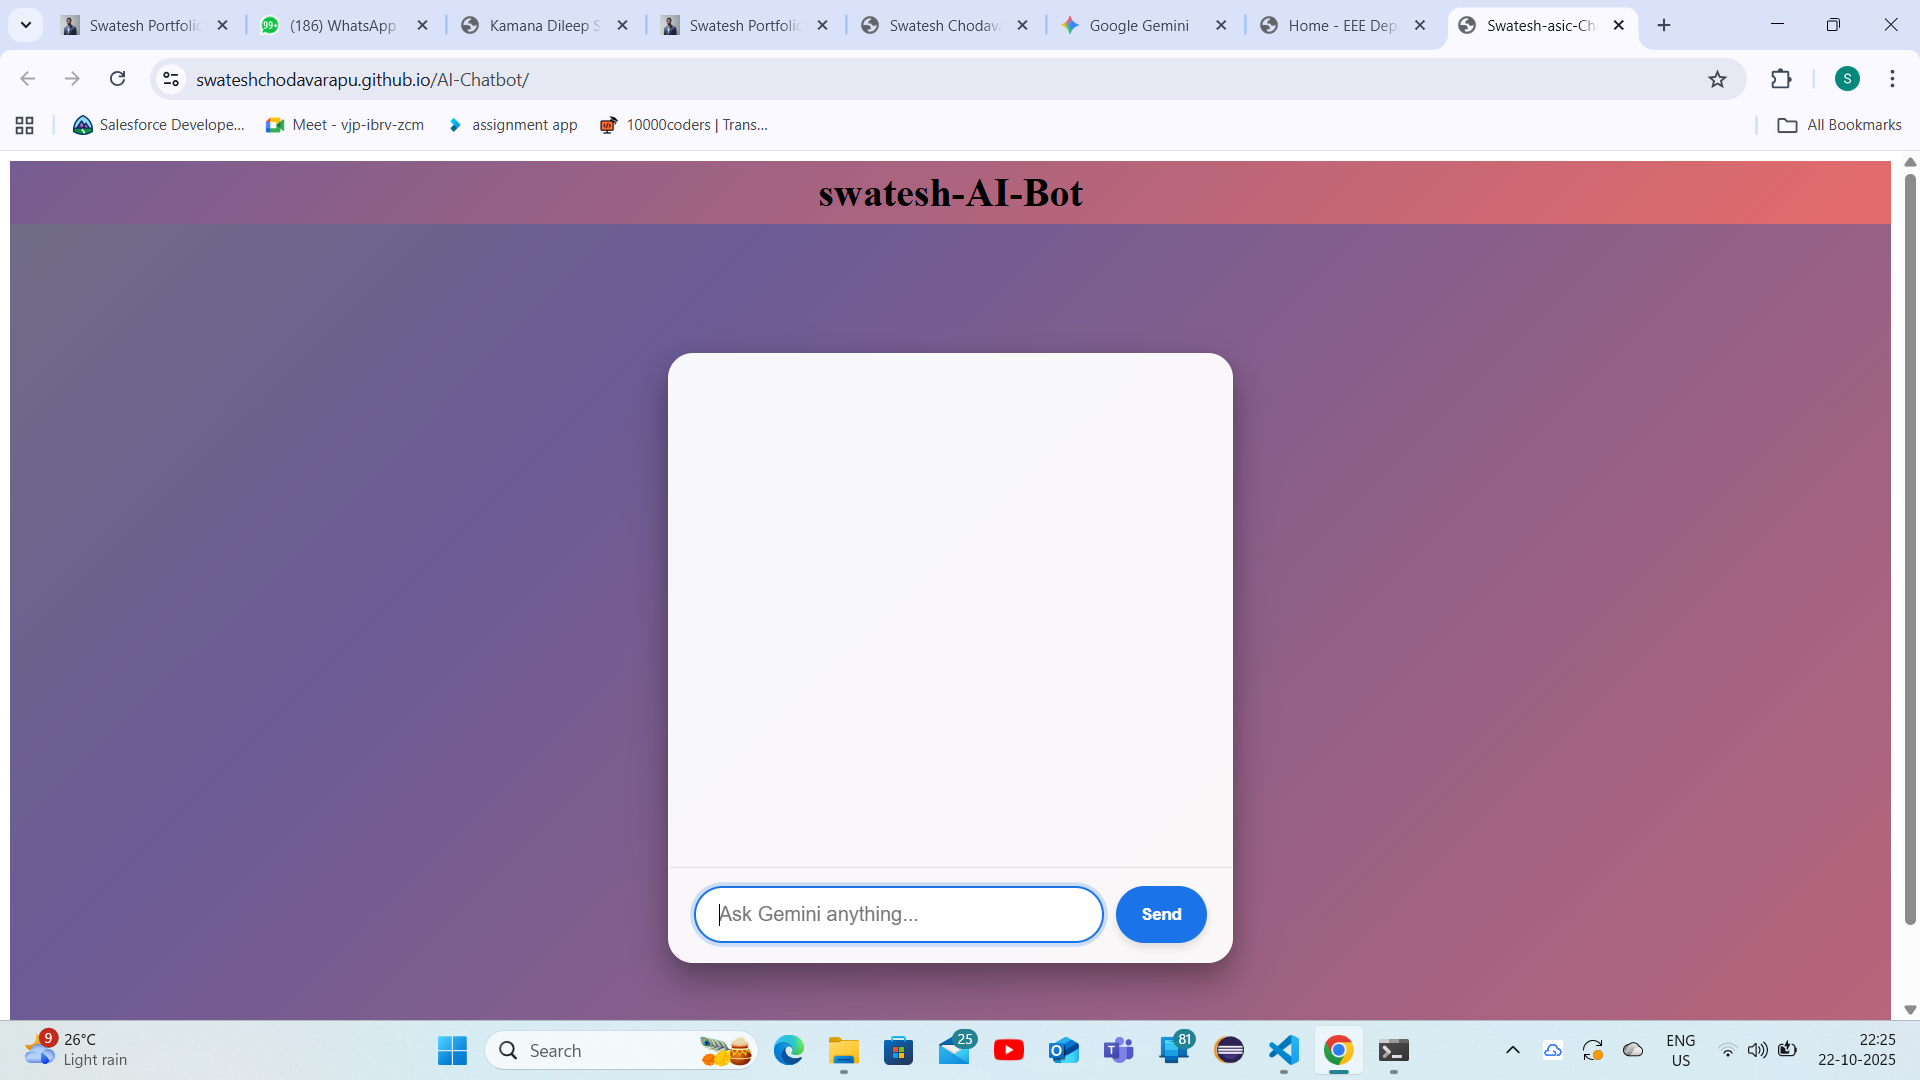 Swatesh Portfolio
(186) WhatsApp
Kamana Dileep S
Swatesh Portfolio
Swatesh Chodava
Google Gemini
Home - EEE Dep
Swatesh-asic-Ch
swateshchodavarapu.github.io/AI-Chatbot/
S
Salesforce Develope...
Meet - vjp-ibrv-zcm
assignment app
10000coders | Trans...
All Bookmarks
swatesh-AI-Bot
Ask Gemini anything...
Send
9
26°C
Light rain
Search
25
81
ENG
US
22:25
22-10-2025